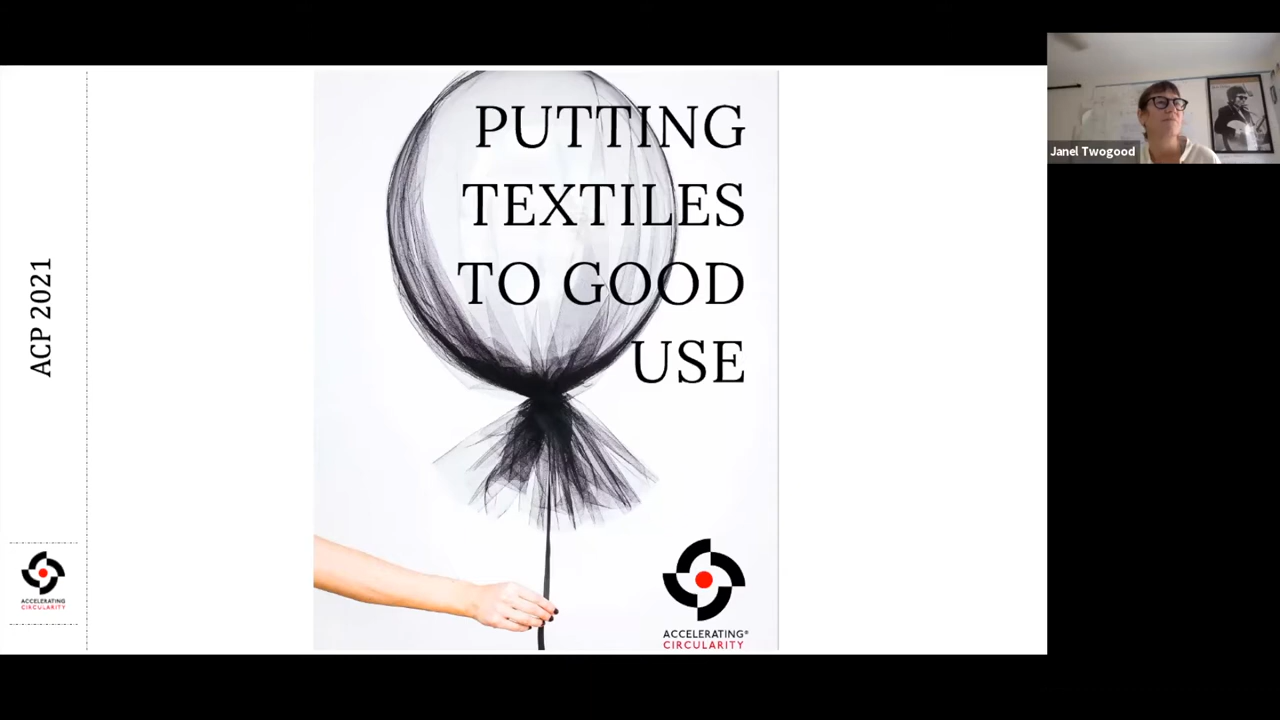 ACP 2021
ACCELERATING
CIRCULARITY
PUTTING
TEXTILES
TO GOOD
USE
ACCELERATING®
CIRCULARITY
Janel Twogood